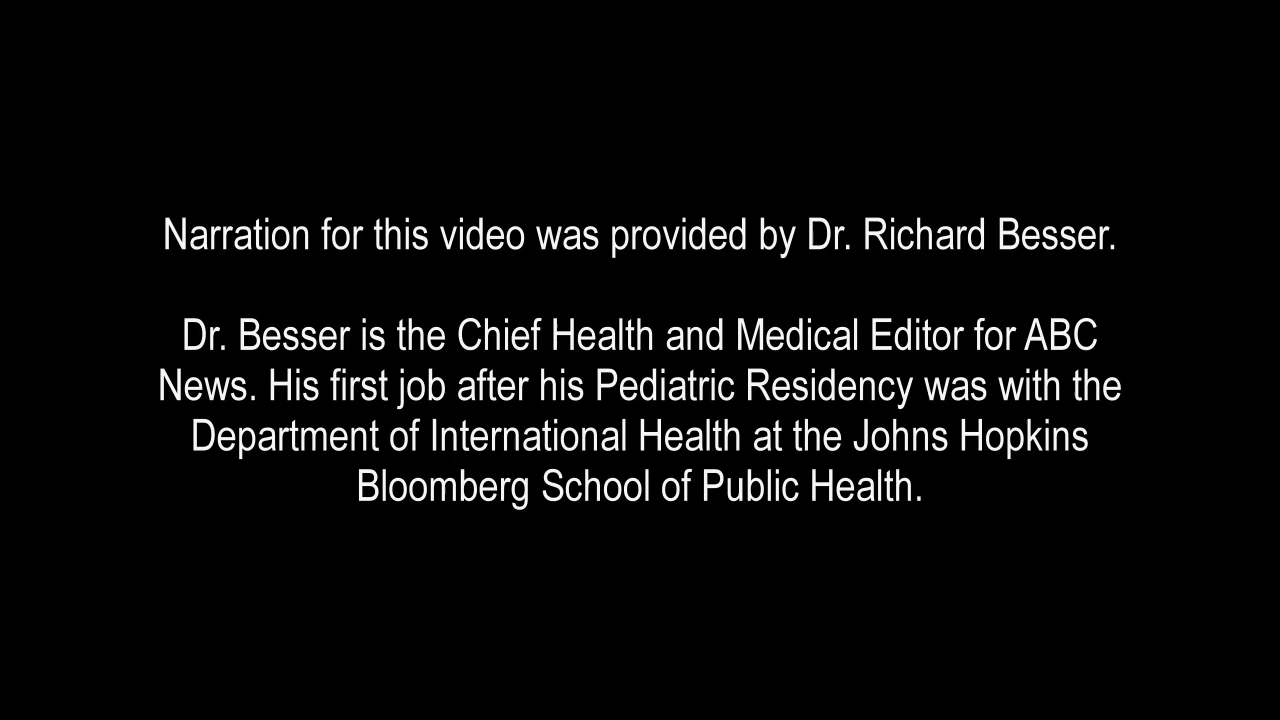 Narration for this video was provided by Dr. Richard Besser.
Dr. Besser is the Chief Health and Medical Editor for ABC
News. His first job after his Pediatric Residency was with the
Department of International Health at the Johns Hopkins
Bloomberg School of Public Health.